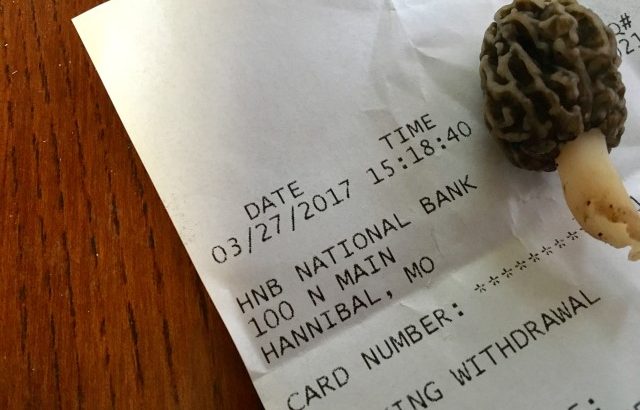 DATE TIME
03/27/2017 15:18:40
HNB NATIONAL BANK
100 N MAIN
HANNIBAL, MO
CARD NUMBER: ********
WITHDRAWAL